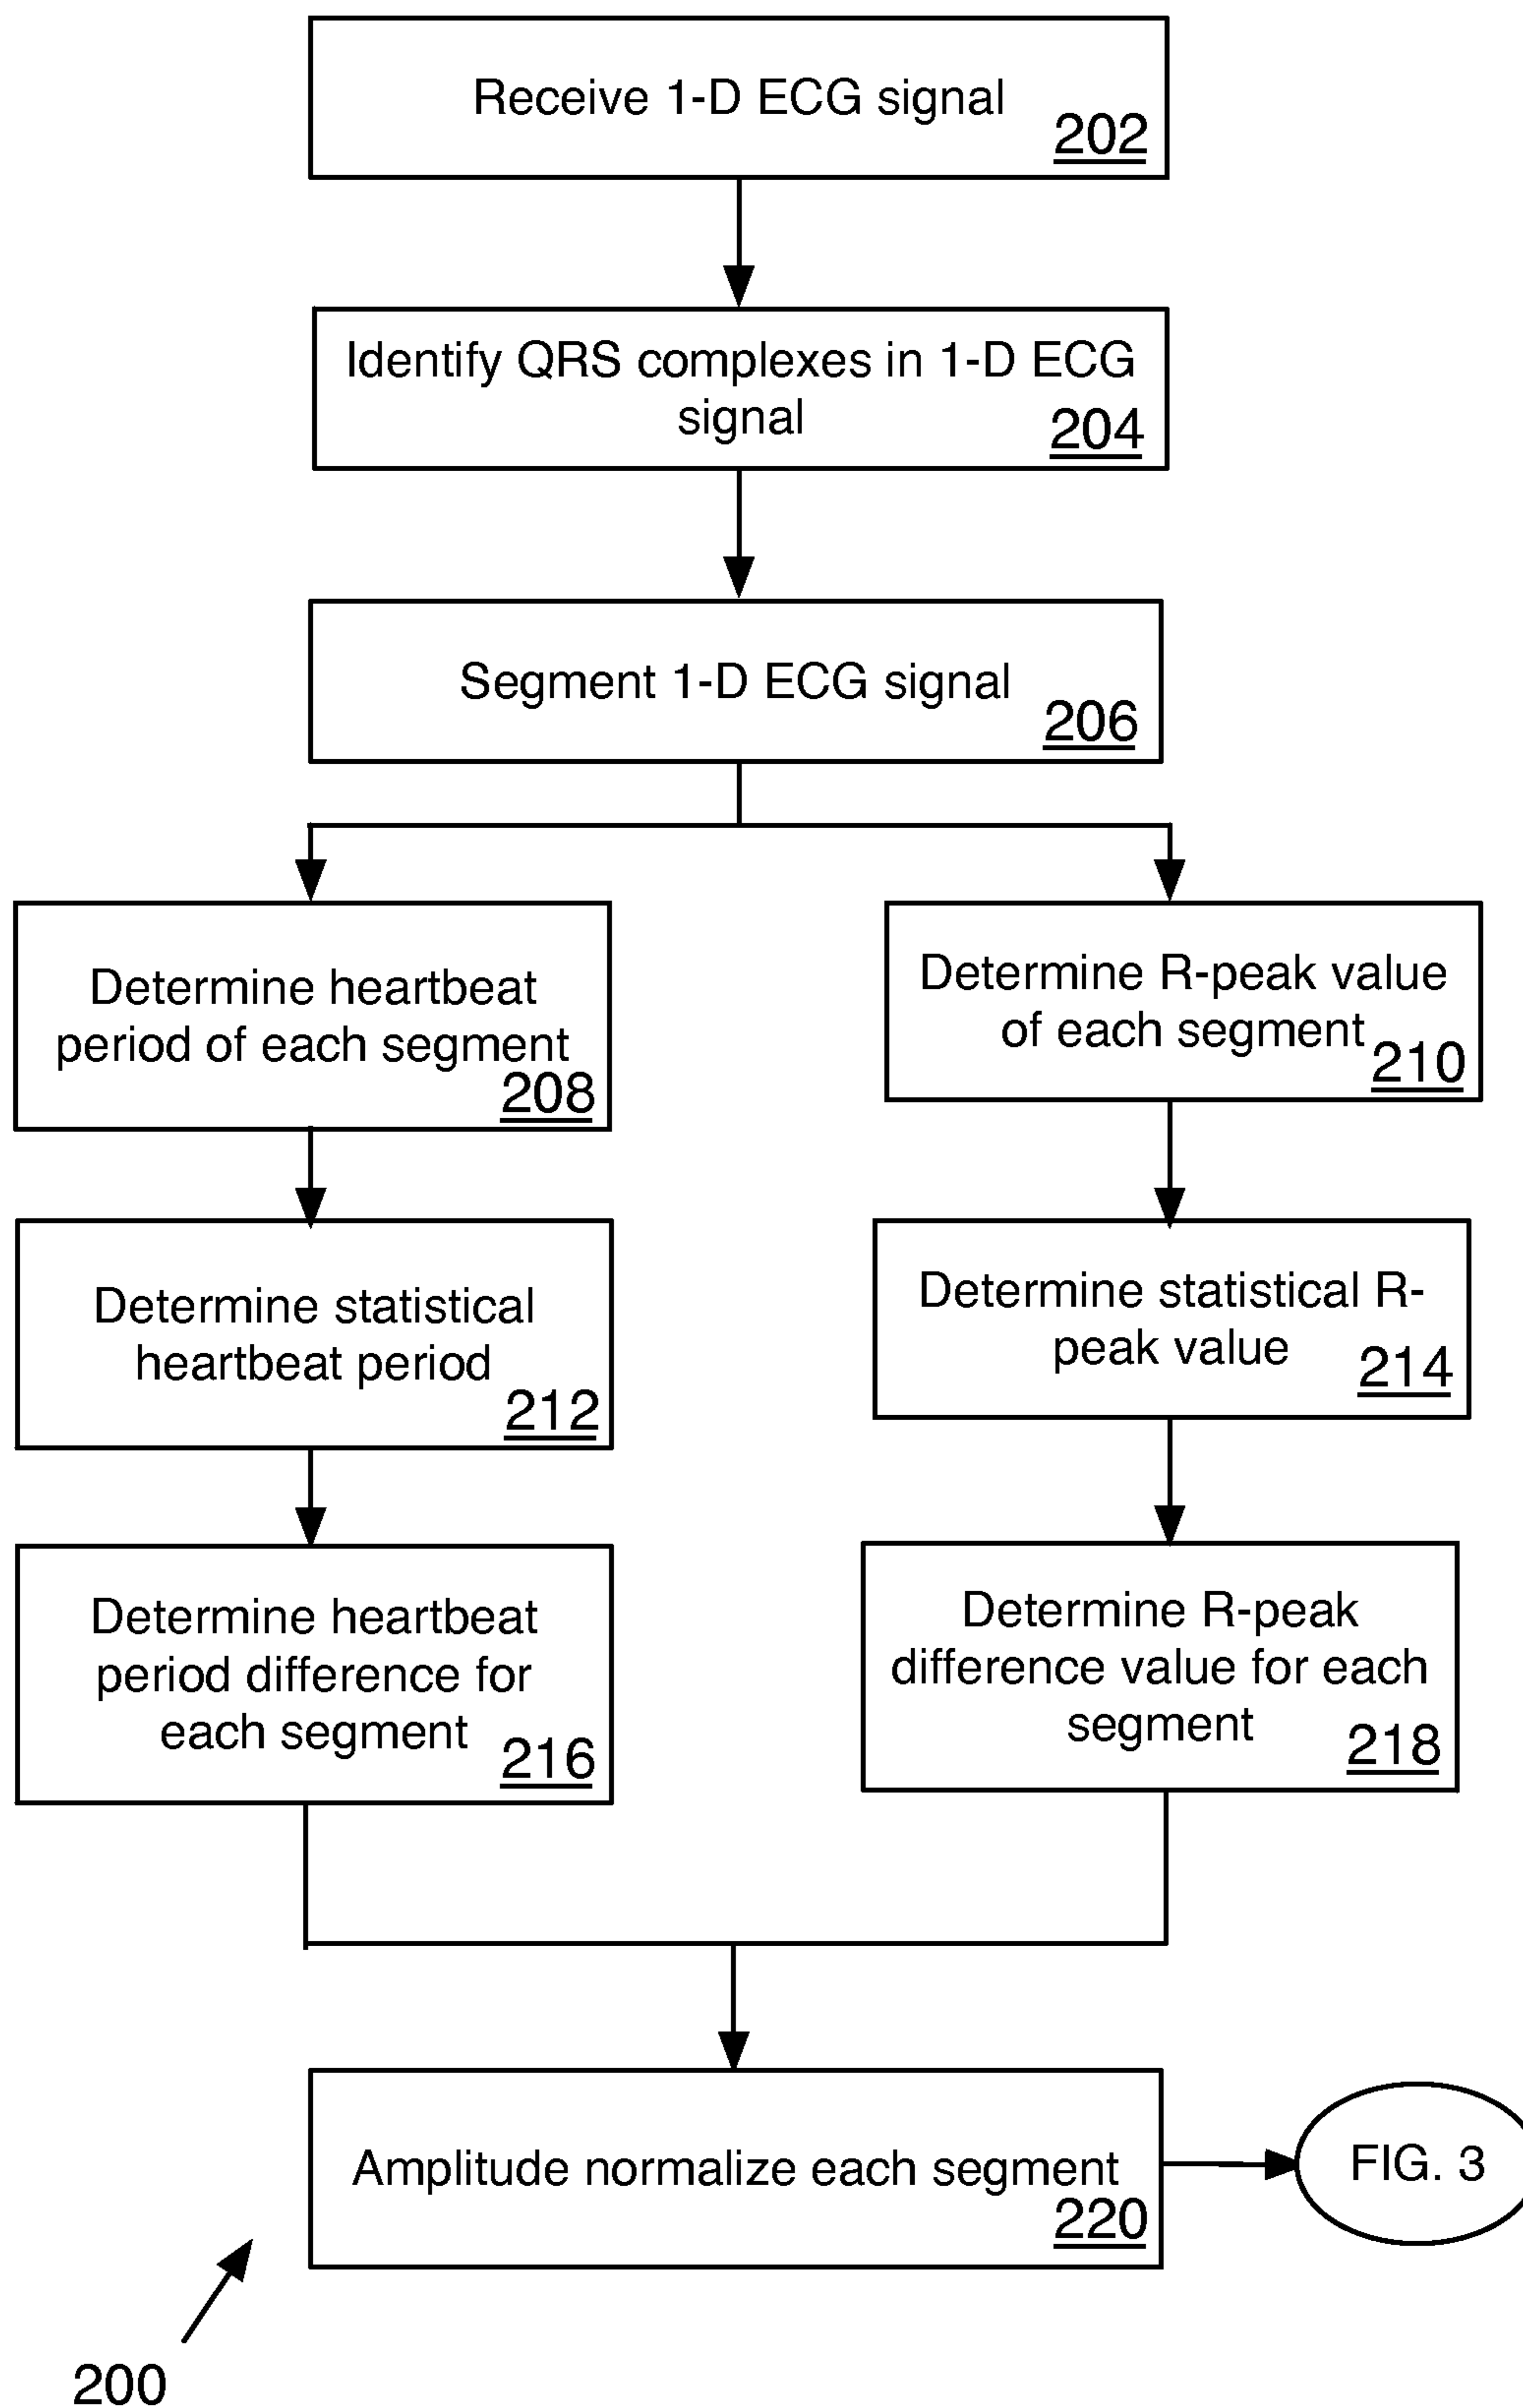 Receive 1-D ECG signal
202
Identify QRS complexes in 1-D ECG
signal
204
Segment 1-D ECG signal
206
Determine heartbeat
period of each segment
208
Determine R-peak value
of each segment
210
Determine statistical
heartbeat period
212
Determine statistical R-
peak value
214
Determine heartbeat
period difference for
each segment
216
Determine R-peak
difference value for each
segment
218
Amplitude normalize each segment
220
FIG. 3
200